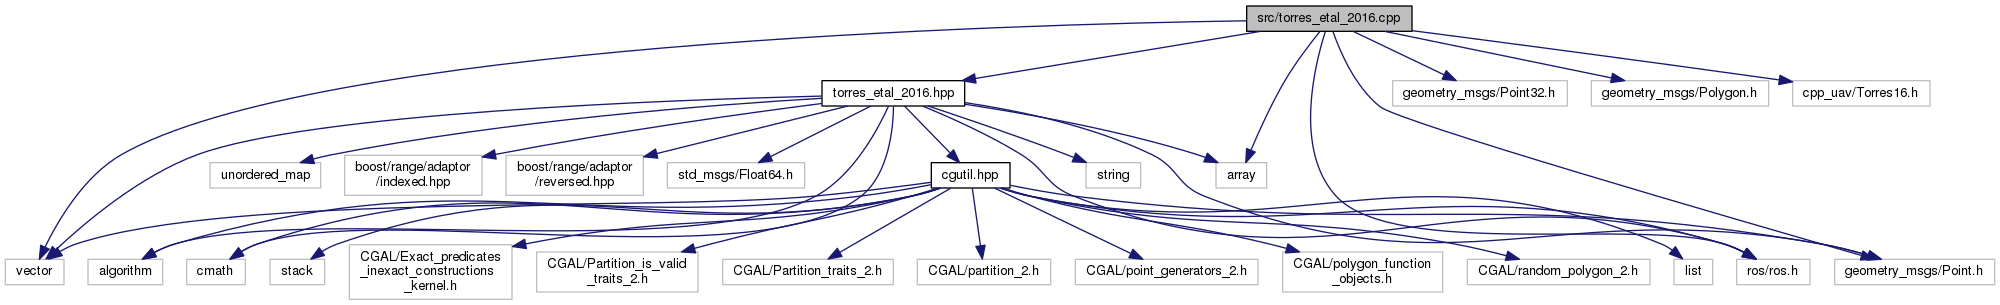 src/torres_etal_2016.cpp
torres_etal_2016.hpp
geometry_msgs/Point32.h
geometry_msgs/Polygon.h
cpp_uav/Torres16.h
unordered_map
boost/range/adaptor
/indexed.hpp
boost/range/adaptor
/reversed.hpp
std_msgs/Float64.h
cgutil.hpp
string
array
vector
algorithm
cmath
stack
CGAL/Exact_predicates
_inexact_constructions
_kernel.h
CGAL/Partition_is_valid
_traits_2.h
CGAL/Partition_traits_2.h
CGAL/partition_2.h
CGAL/point_generators_2.h
CGAL/polygon_function
_objects.h
CGAL/random_polygon_2.h
list
ros/ros.h
geometry_msgs/Point.h